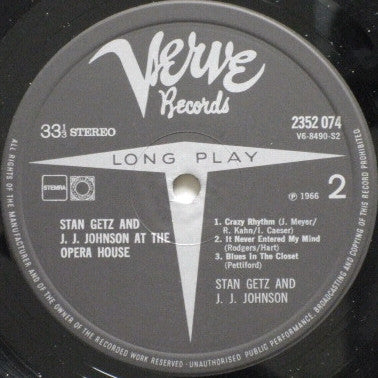 Verve
Records
33⅓ STEREO
2352 074
V6-8490-S2
LONG PLAY
STEMRA
℗ 1966
2
STAN GETZ AND
J. J. JOHNSON AT THE
OPERA HOUSE
1. Crazy Rhythm (J. Meyer/
R. Kahn/I. Caeser)
2. It Never Entered My Mind
(Rodgers/Hart)
3. Blues In The Closet
(Pettiford)
STAN GETZ AND
J. J. JOHNSON
ALL RIGHTS OF THE MANUFACTURER AND OF THE OWNER OF THE RECORDED WORK RESERVED · UNAUTHORISED PUBLIC PERFORMANCE, BROADCASTING AND COPYING OF THIS RECORD PROHIBITED